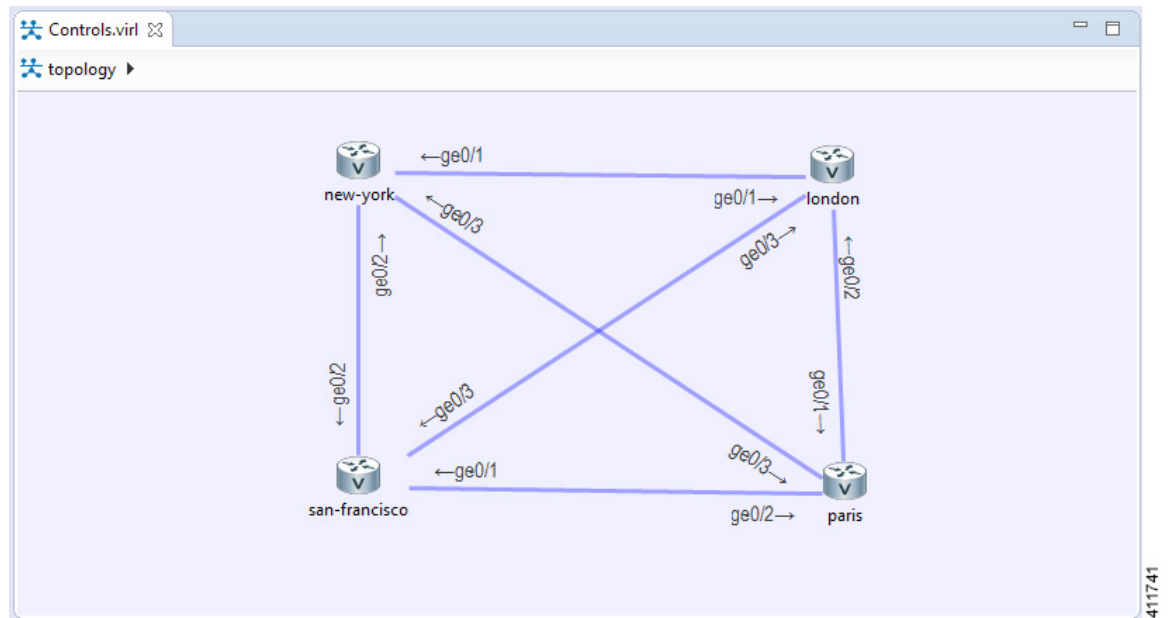 Controls.virl
topology
←ge0/1
new-york
ge0/1→
london
←ge0/3
ge0/3→
ge0/2→
←ge0/2
←ge0/2
←ge0/3
ge0/1→
←ge0/1
ge0/3→
san-francisco
ge0/2→
paris
411741